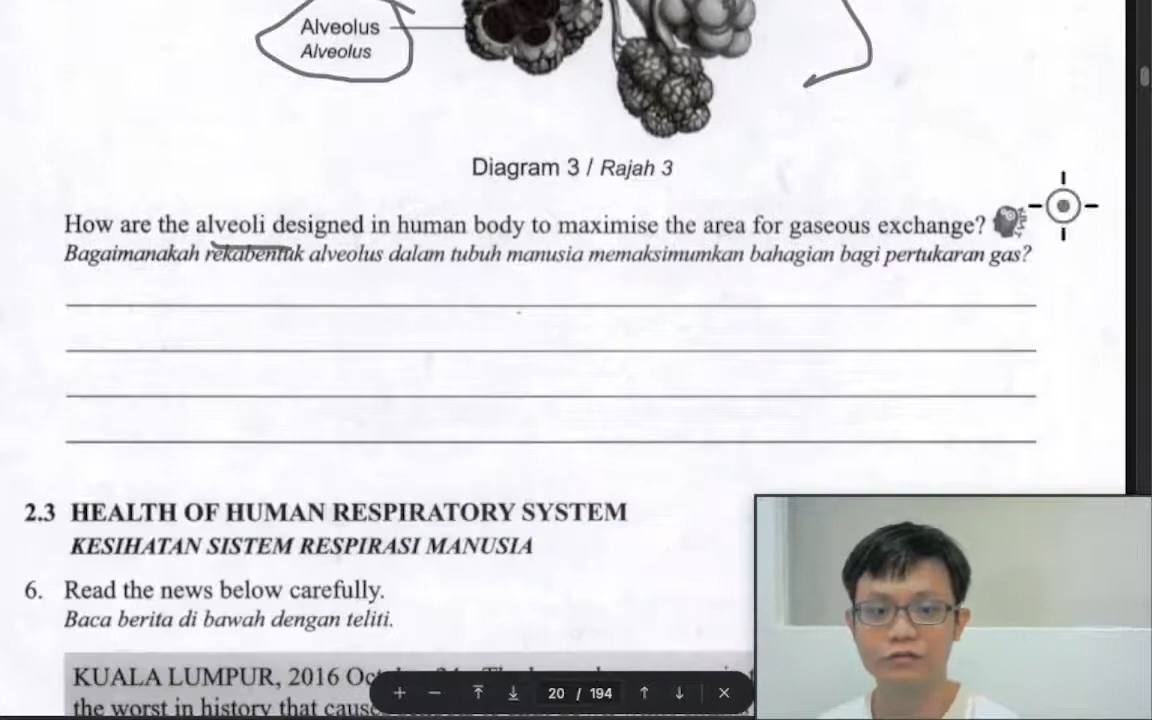 Alveolus
Alveolus
Diagram 3 / Rajah 3
How are the alveoli designed in human body to maximise the area for gaseous exchange?
Bagaimanakah rekabentuk alveolus dalam tubuh manusia memaksimumkan bahagian bagi pertukaran gas?
2.3 HEALTH OF HUMAN RESPIRATORY SYSTEM
KESIHATAN SISTEM RESPIRASI MANUSIA
6. Read the news below carefully.
Baca berita di bawah dengan teliti.
KUALA LUMPUR, 2016
the worst in history that
20 / 194